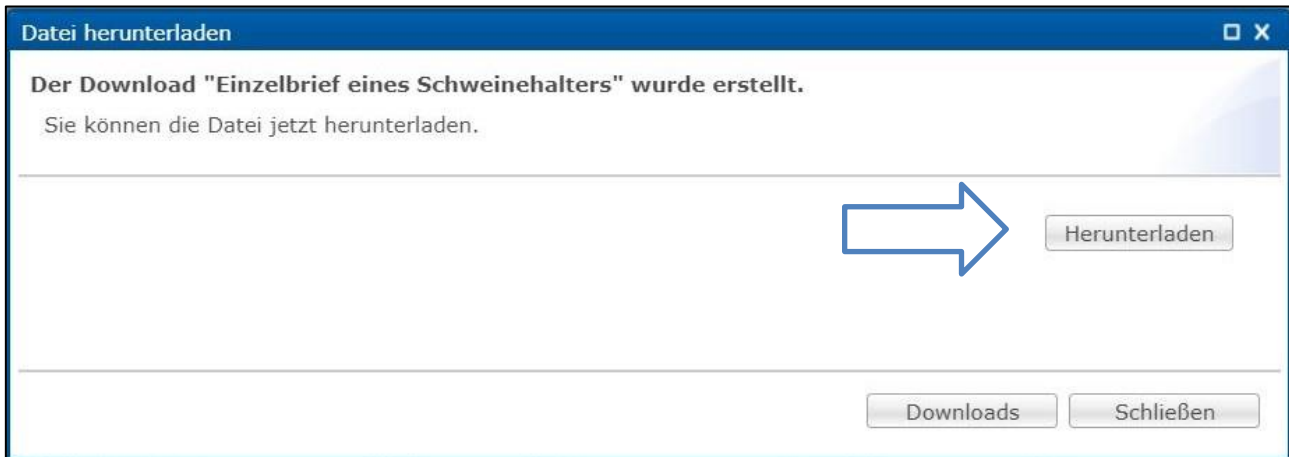 Datei herunterladen
Der Download "Einzelbrief eines Schweinehalters" wurde erstellt.
Sie können die Datei jetzt herunterladen.
Herunterladen
Downloads Schließen